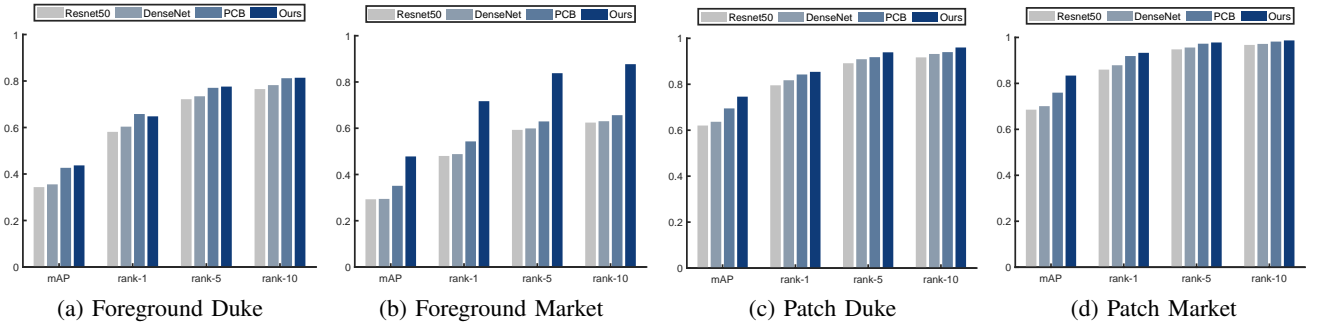 Resnet50 DenseNet PCB Ours
1
0.8
0.6
0.4
0.2
0
mAP rank-1 rank-5 rank-10
(a) Foreground Duke
Resnet50 DenseNet PCB Ours
1
0.8
0.6
0.4
0.2
0
mAP rank-1 rank-5 rank-10
(b) Foreground Market
Resnet50 DenseNet PCB Ours
1
0.8
0.6
0.4
0.2
0
mAP rank-1 rank-5 rank-10
(c) Patch Duke
Resnet50 DenseNet PCB Ours
1
0.8
0.6
0.4
0.2
0
mAP rank-1 rank-5 rank-10
(d) Patch Market